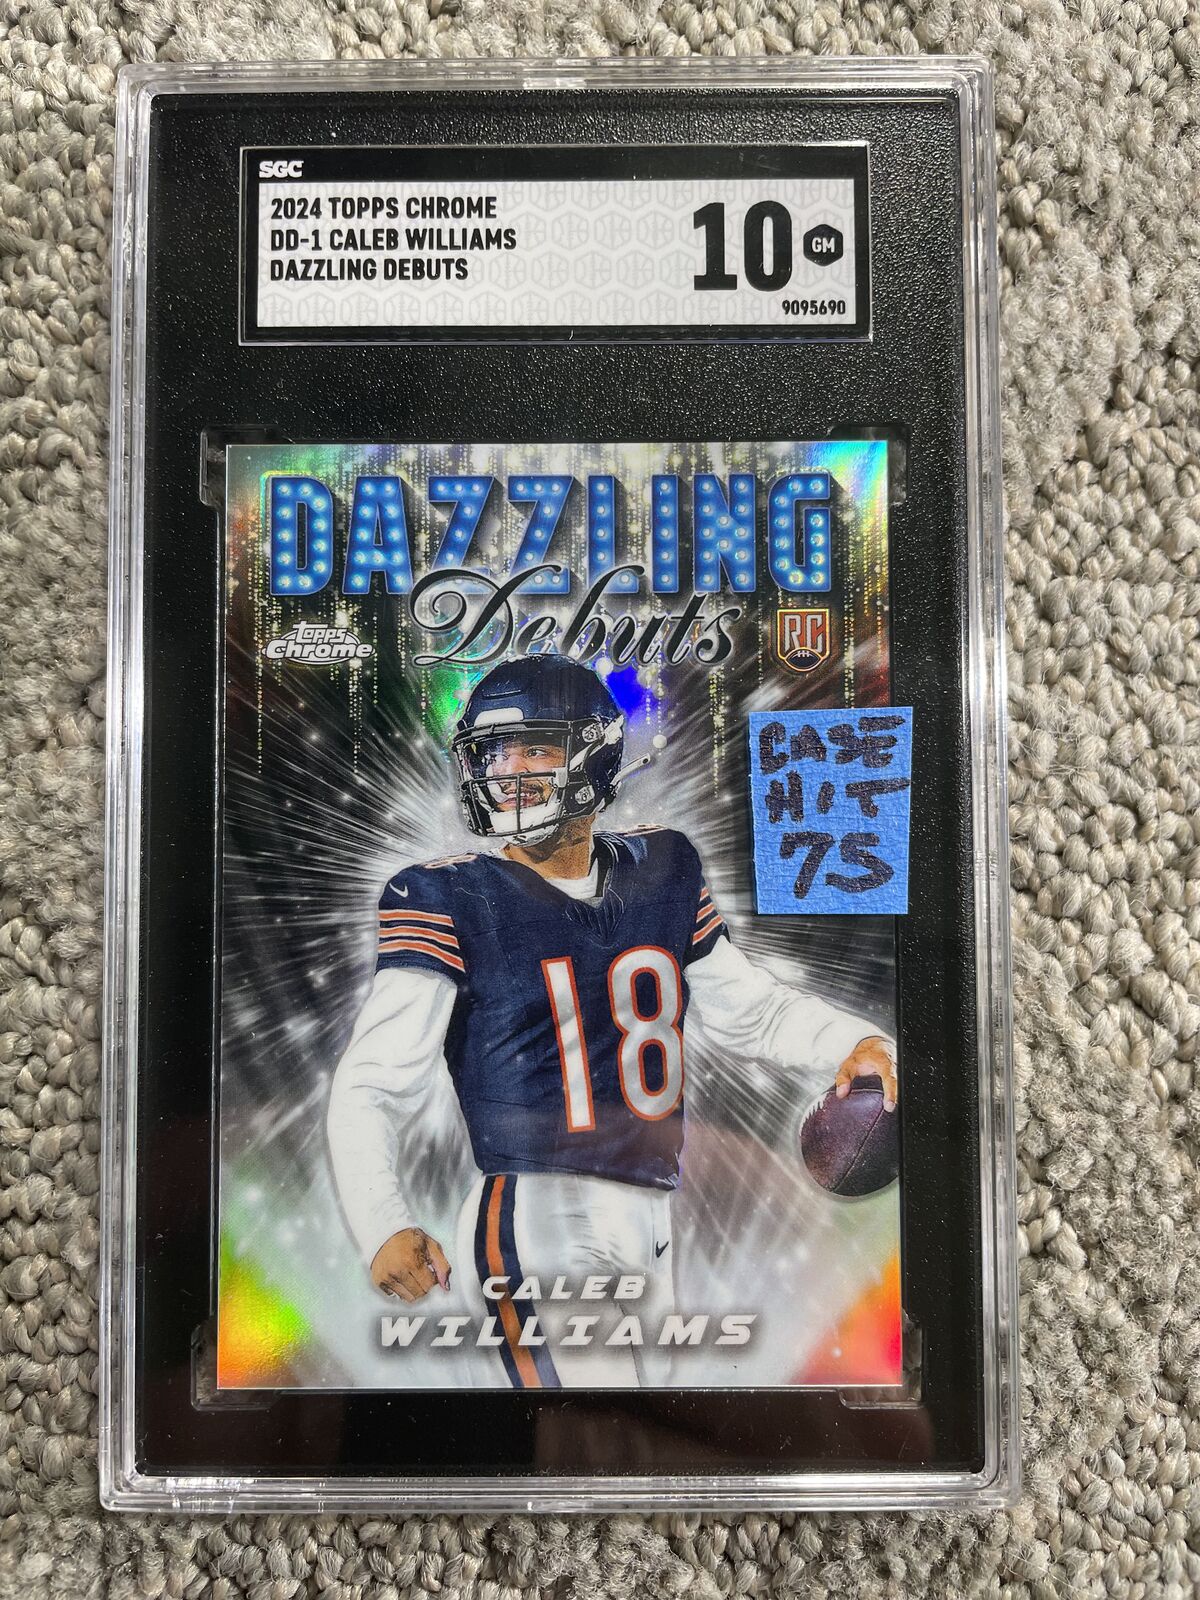 SGC
2024 TOPPS CHROME
DD-1 CALEB WILLIAMS
DAZZLING DEBUTS
10 GM
9095690
DAZZLING
Debuts
Topps
Chrome
RC
CASE
HIT
75
18
18
CALEB
WILLIAMS